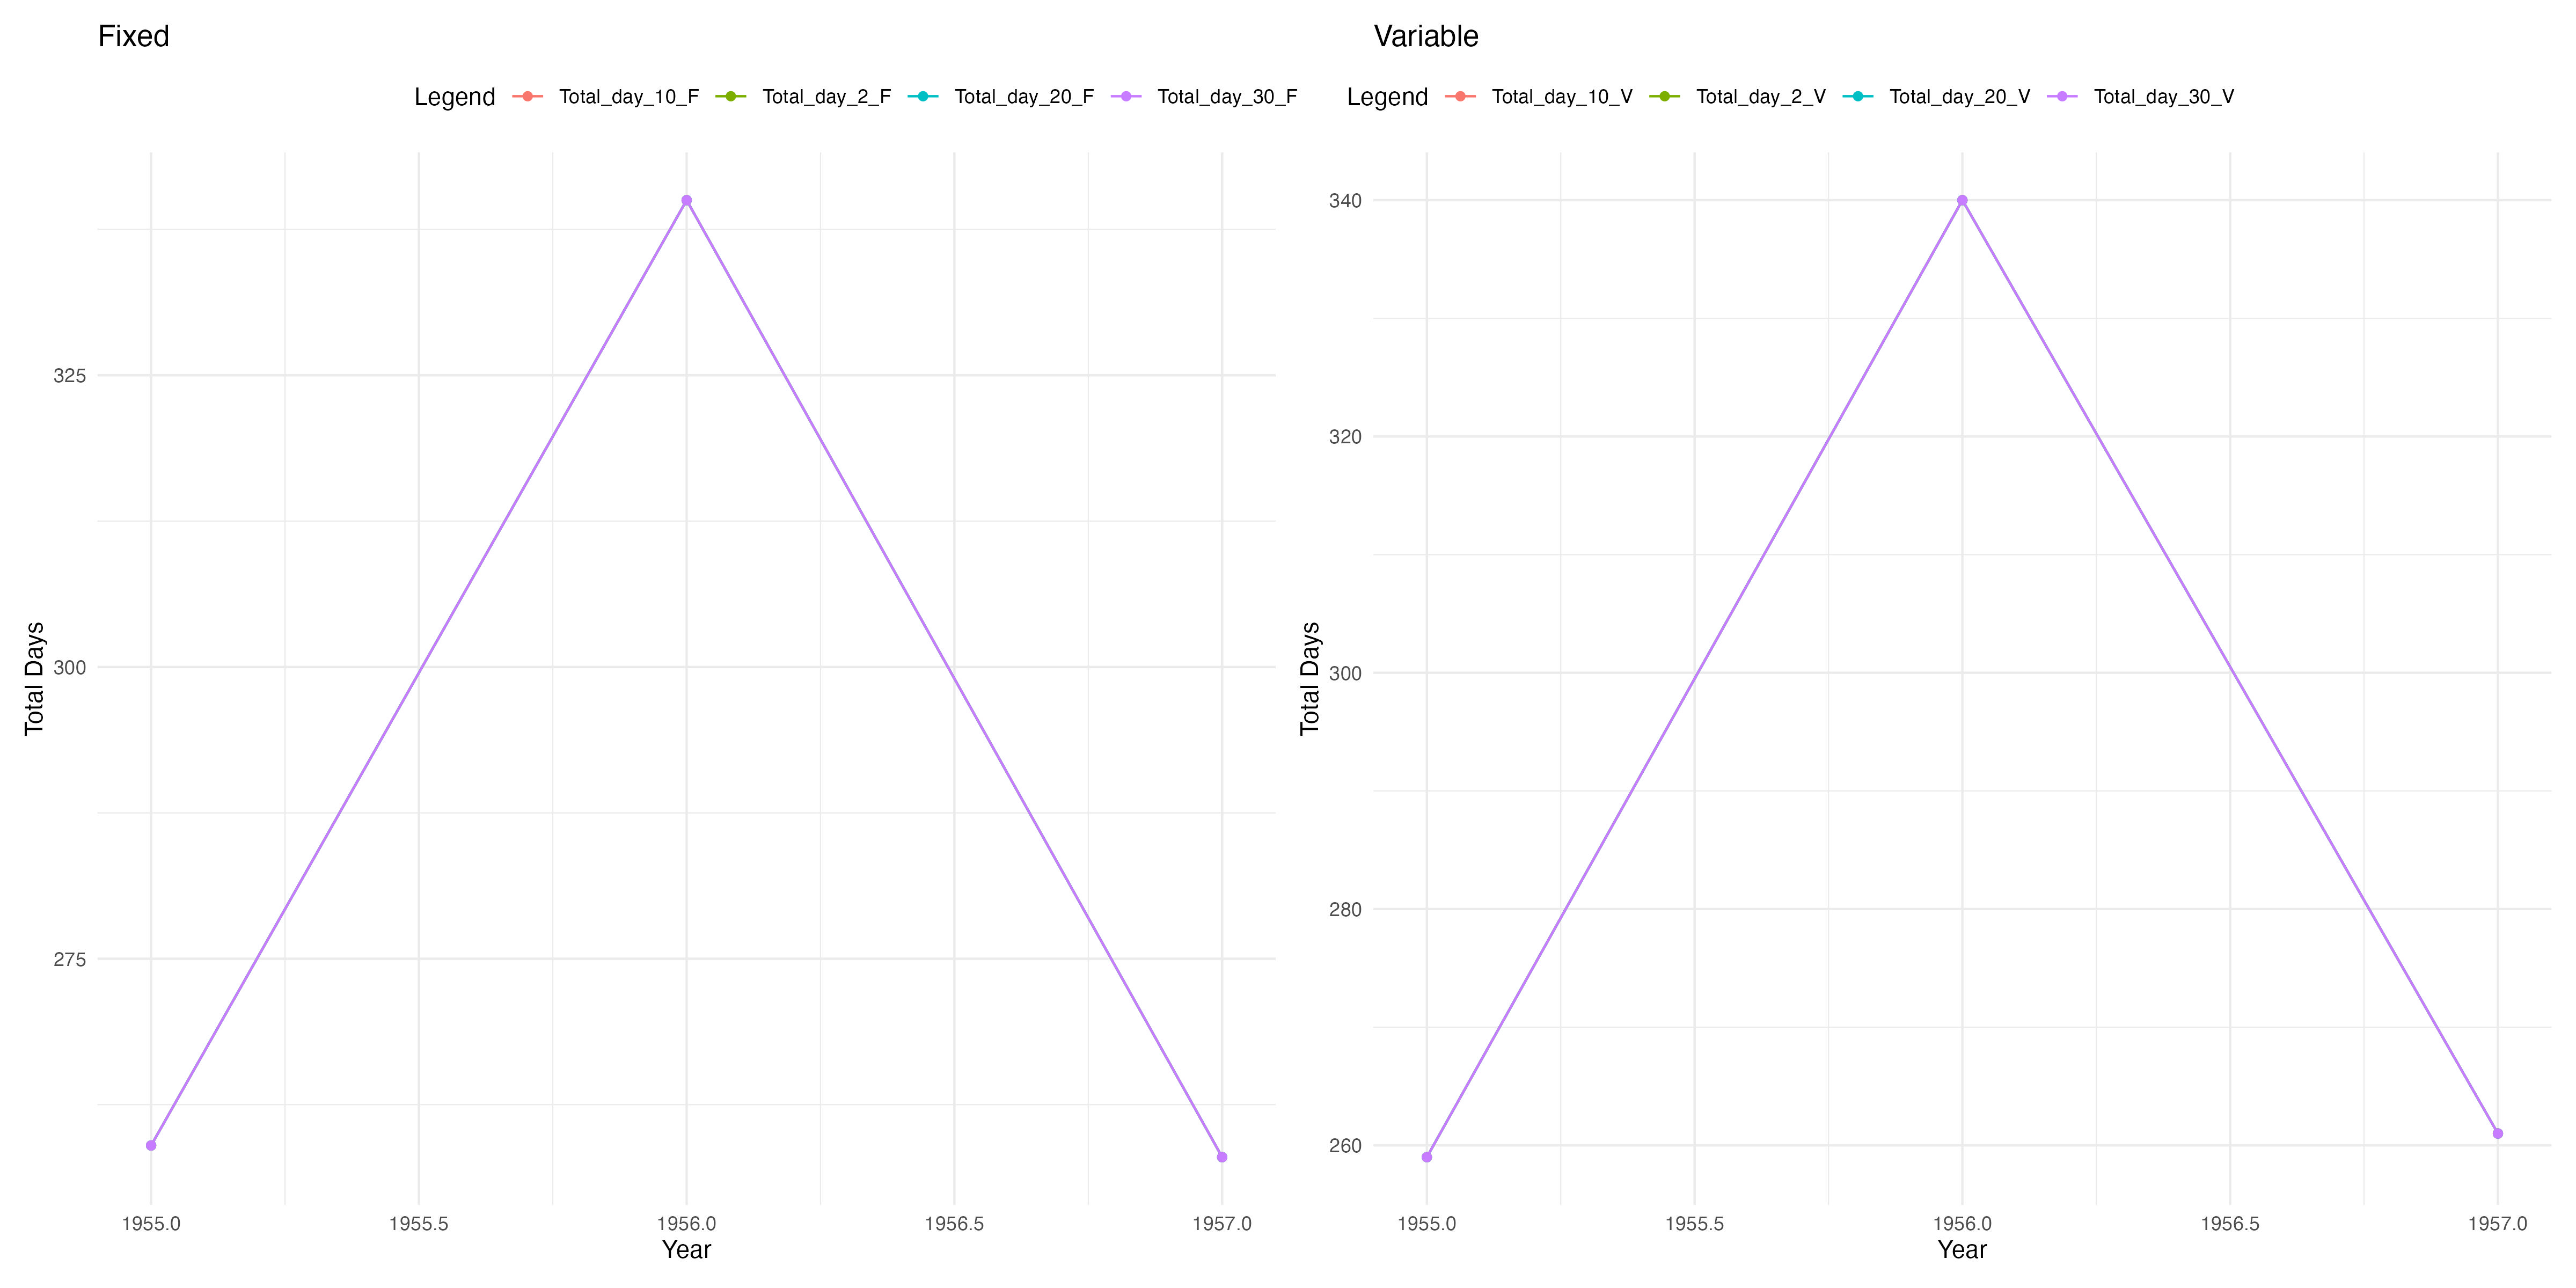 Fixed
Legend Total_day_10_F Total_day_2_F Total_day_20_F Total_day_30_F
Total Days
325
300
275
1955.0 1955.5 1956.0 1956.5 1957.0
Year
Variable
Legend Total_day_10_V Total_day_2_V Total_day_20_V Total_day_30_V
Total Days
340
320
300
280
260
1955.0 1955.5 1956.0 1956.5 1957.0
Year